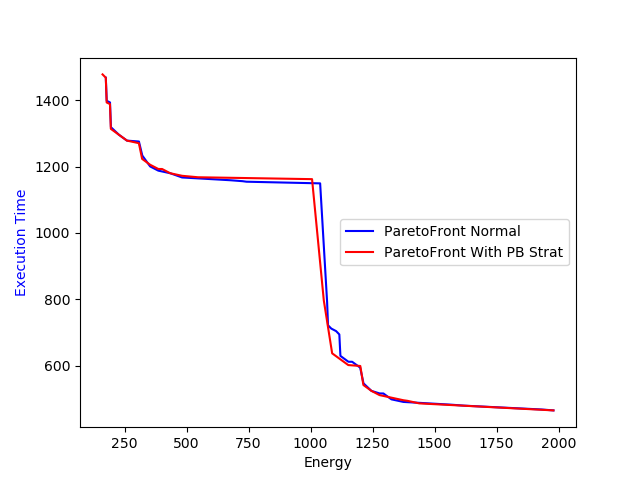 1400
1200
1000
800
600
Execution Time
ParetoFront Normal
ParetoFront With PB Strat
250 500 750 1000 1250 1500 1750 2000
Energy